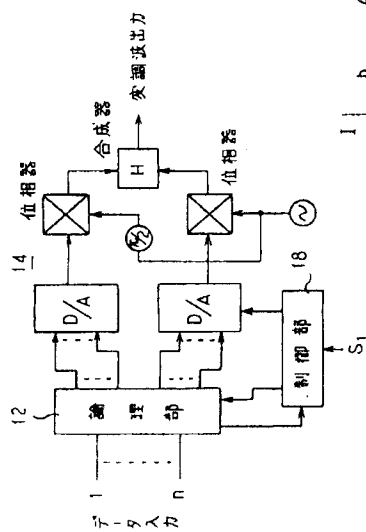 データ入力
1
n
12
論理部
14
D/A
D/A
位相器
π/2
合成器
H
変調波出力
位相器
制御部
18
S1
I
b